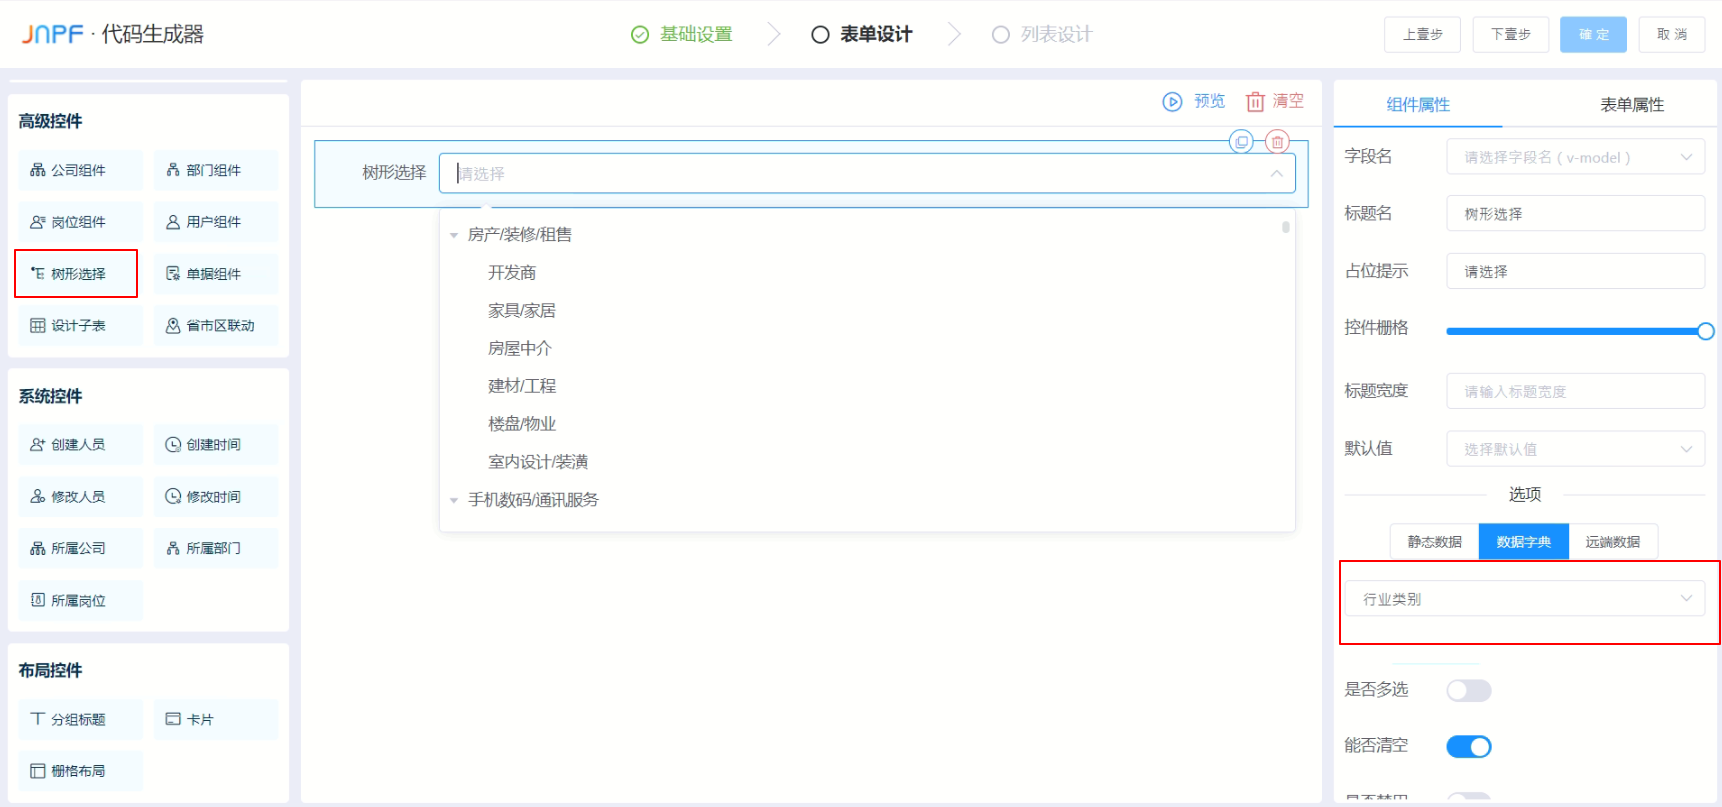 JNPF · 代码生成器
基础设置
表单设计
列表设计
上壹步
下壹步
確 定
取 消
高级控件
公司组件
部门组件
岗位组件
用户组件
树形选择
单据组件
设计子表
省市区联动
系统控件
创建人员
创建时间
修改人员
修改时间
所属公司
所属部门
所属岗位
布局控件
分组标题
卡片
栅格布局
预览
清空
树形选择
请选择
房产/装修/租售
开发商
家具/家居
房屋中介
建材/工程
楼盘/物业
室内设计/装潢
手机数码/通讯服务
组件属性
表单属性
字段名
请选择字段名 ( v-model )
标题名
树形选择
占位提示
请选择
控件栅格
标题宽度
请输入标题宽度
默认值
选择默认值
选项
静态数据
数据字典
远端数据
行业类别
是否多选
能否清空